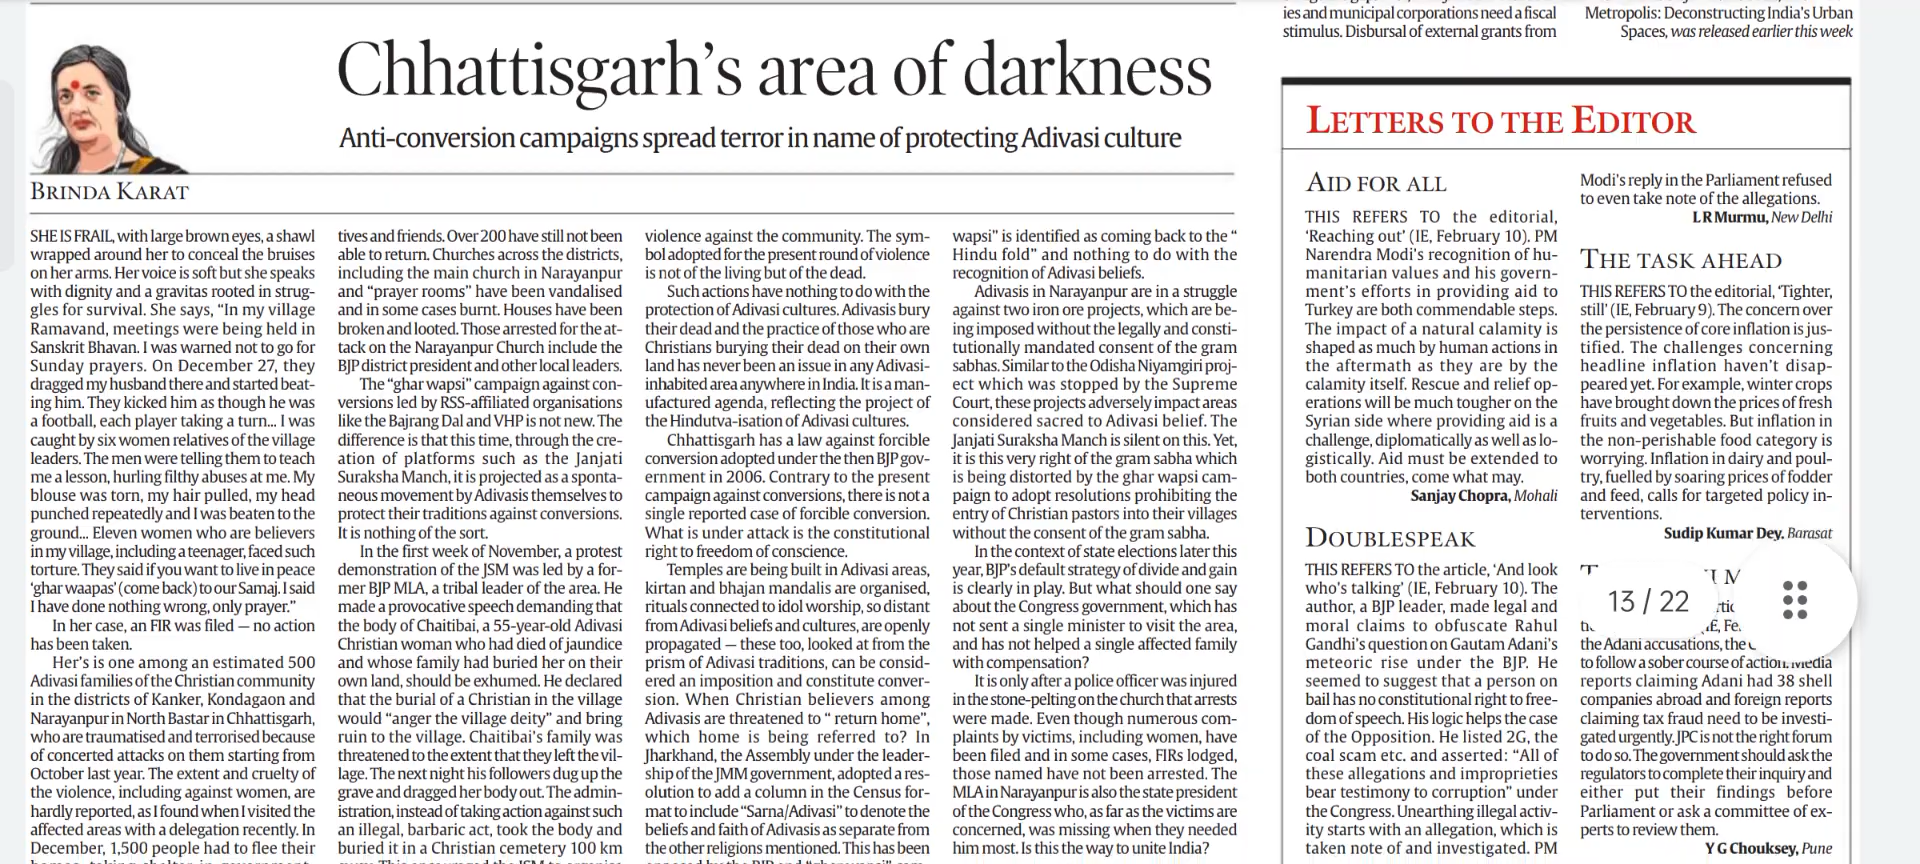 Chhattisgarh's area of darkness
Anti-conversion campaigns spread terror in name of protecting Adivasi culture
BRINDA KARAT
SHE IS FRAIL, with large brown eyes, a shawl
wrapped around her to conceal the bruises
on her arms. Her voice is soft but she speaks
with dignity and a gravitas rooted in strug-
gles for survival. She says, "In my village
Ramavand, meetings were being held in
Sanskrit Bhavan. I was warned not to go for
Sunday prayers. On December 27, they
dragged my husband there and started beat-
ing him. They kicked him as though he was
a football, each player taking a turn... I was
caught by six women relatives of the village
leaders. The men were telling them to teach
me a lesson, hurling filthy abuses at me. My
blouse was torn, my hair pulled, my head
punched repeatedly and I was beaten to the
ground... Eleven women who are believers
in my village, including a teenager, faced such
torture. They said if you want to live in peace
'ghar waapas' (come back) to our Samaj. I said
I have done nothing wrong, only prayer."
In her case, an FIR was filed — no action
has been taken.
Her's is one among an estimated 500
Adivasi families of the Christian community
in the districts of Kanker, Kondagaon and
Narayanpur in North Bastar in Chhattisgarh,
who are traumatised and terrorised because
of concerted attacks on them starting from
October last year. The extent and cruelty of
the violence, including against women, are
hardly reported, as I found when I visited the
affected areas with a delegation recently. In
December, 1,500 people had to flee their
tives and friends. Over 200 have still not been
able to return. Churches across the districts,
including the main church in Narayanpur
and "prayer rooms" have been vandalised
and in some cases burnt. Houses have been
broken and looted. Those arrested for the at-
tack on the Narayanpur Church include the
BJP district president and other local leaders.
The "ghar wapsi" campaign against con-
versions led by RSS-affiliated organisations
like the Bajrang Dal and VHP is not new. The
difference is that this time, through the cre-
ation of platforms such as the Janjati
Suraksha Manch, it is projected as a sponta-
neous movement by Adivasis themselves to
protect their traditions against conversions.
It is nothing of the sort.
In the first week of November, a protest
demonstration of the JSM was led by a for-
mer BJP MLA, a tribal leader of the area. He
made a provocative speech demanding that
the body of Chaitibai, a 55-year-old Adivasi
Christian woman who had died of jaundice
and whose family had buried her on their
own land, should be exhumed. He declared
that the burial of a Christian in the village
would "anger the village deity" and bring
ruin to the village. Chaitibai's family was
threatened to the extent that they left the vil-
lage. The next night his followers dug up the
grave and dragged her body out. The admin-
istration, instead of taking action against such
an illegal, barbaric act, took the body and
buried it in a Christian cemetery 100 km
violence against the community. The sym-
bol adopted for the present round of violence
is not of the living but of the dead.
Such actions have nothing to do with the
protection of Adivasi cultures. Adivasis bury
their dead and the practice of those who are
Christians burying their dead on their own
land has never been an issue in any Adivasi-
inhabited area anywhere in India. It is a man-
ufactured agenda, reflecting the project of
the Hindutva-isation of Adivasi cultures.
Chhattisgarh has a law against forcible
conversion adopted under the then BJP gov-
ernment in 2006. Contrary to the present
campaign against conversions, there is not a
single reported case of forcible conversion.
What is under attack is the constitutional
right to freedom of conscience.
Temples are being built in Adivasi areas,
kirtan and bhajan mandalis are organised,
rituals connected to idol worship, so distant
from Adivasi beliefs and cultures, are openly
propagated — these too, looked at from the
prism of Adivasi traditions, can be consid-
ered an imposition and constitute conver-
sion. When Christian believers among
Adivasis are threatened to " return home",
which home is being referred to? In
Jharkhand, the Assembly under the leader-
ship of the JMM government, adopted a res-
olution to add a column in the Census for-
mat to include "Sarna/Adivasi" to denote the
beliefs and faith of Adivasis as separate from
the other religions mentioned. This has been
wapsi" is identified as coming back to the "
Hindu fold" and nothing to do with the
recognition of Adivasi beliefs.
Adivasis in Narayanpur are in a struggle
against two iron ore projects, which are be-
ing imposed without the legally and consti-
tutionally mandated consent of the gram
sabhas. Similar to the Odisha Niyamgiri proj-
ect which was stopped by the Supreme
Court, these projects adversely impact areas
considered sacred to Adivasi belief. The
Janjati Suraksha Manch is silent on this. Yet,
it is this very right of the gram sabha which
is being distorted by the ghar wapsi cam-
paign to adopt resolutions prohibiting the
entry of Christian pastors into their villages
without the consent of the gram sabha.
In the context of state elections later this
year, BJP's default strategy of divide and gain
is clearly in play. But what should one say
about the Congress government, which has
not sent a single minister to visit the area,
and has not helped a single affected family
with compensation?
It is only after a police officer was injured
in the stone-pelting on the church that arrests
were made. Even though numerous com-
plaints by victims, including women, have
been filed and in some cases, FIRs lodged,
those named have not been arrested. The
MLA in Narayanpur is also the state president
of the Congress who, as far as the victims are
concerned, was missing when they needed
him most. Is this the way to unite India?
ies and municipal corporations need a fiscal
stimulus. Disbursal of external grants from
Metropolis: Deconstructing India's Urban
Spaces, was released earlier this week
LETTERS TO THE EDITOR
AID FOR ALL
THIS REFERS TO the editorial,
'Reaching out' (IE, February 10). PM
Narendra Modi's recognition of hu-
manitarian values and his govern-
ment's efforts in providing aid to
Turkey are both commendable steps.
The impact of a natural calamity is
shaped as much by human actions in
the aftermath as they are by the
calamity itself. Rescue and relief op-
erations will be much tougher on the
Syrian side where providing aid is a
challenge, diplomatically as well as lo-
gistically. Aid must be extended to
both countries, come what may.
Sanjay Chopra, Mohali
DOUBLESPEAK
THIS REFERS TO the article, 'And look
who's talking' (IE, February 10). The
author, a BJP leader, made legal and
moral claims to obfuscate Rahul
Gandhi's question on Gautam Adani's
meteoric rise under the BJP. He
seemed to suggest that a person on
bail has no constitutional right to free-
dom of speech. His logic helps the case
of the Opposition. He listed 2G, the
coal scam etc. and asserted: "All of
these allegations and improprieties
bear testimony to corruption" under
the Congress. Unearthing illegal activ-
ity starts with an allegation, which is
taken note of and investigated. PM
Modi's reply in the Parliament refused
to even take note of the allegations.
L R Murmu, New Delhi
THE TASK AHEAD
THIS REFERS TO the editorial, 'Tighter,
still' (IE, February 9). The concern over
the persistence of core inflation is jus-
tified. The challenges concerning
headline inflation haven't disap-
peared yet. For example, winter crops
have brought down the prices of fresh
fruits and vegetables. But inflation in
the non-perishable food category is
worrying. Inflation in dairy and poul-
try, fuelled by soaring prices of fodder
and feed, calls for targeted policy in-
terventions.
Sudip Kumar Dey, Barasat
13 / 22
the Adani accusations, the
to follow a sober course of action. Media
reports claiming Adani had 38 shell
companies abroad and foreign reports
claiming tax fraud need to be investi-
gated urgently. JPC is not the right forum
to do so. The government should ask the
regulators to complete their inquiry and
either put their findings before
Parliament or ask a committee of ex-
perts to review them.
Y G Chouksey, Pune